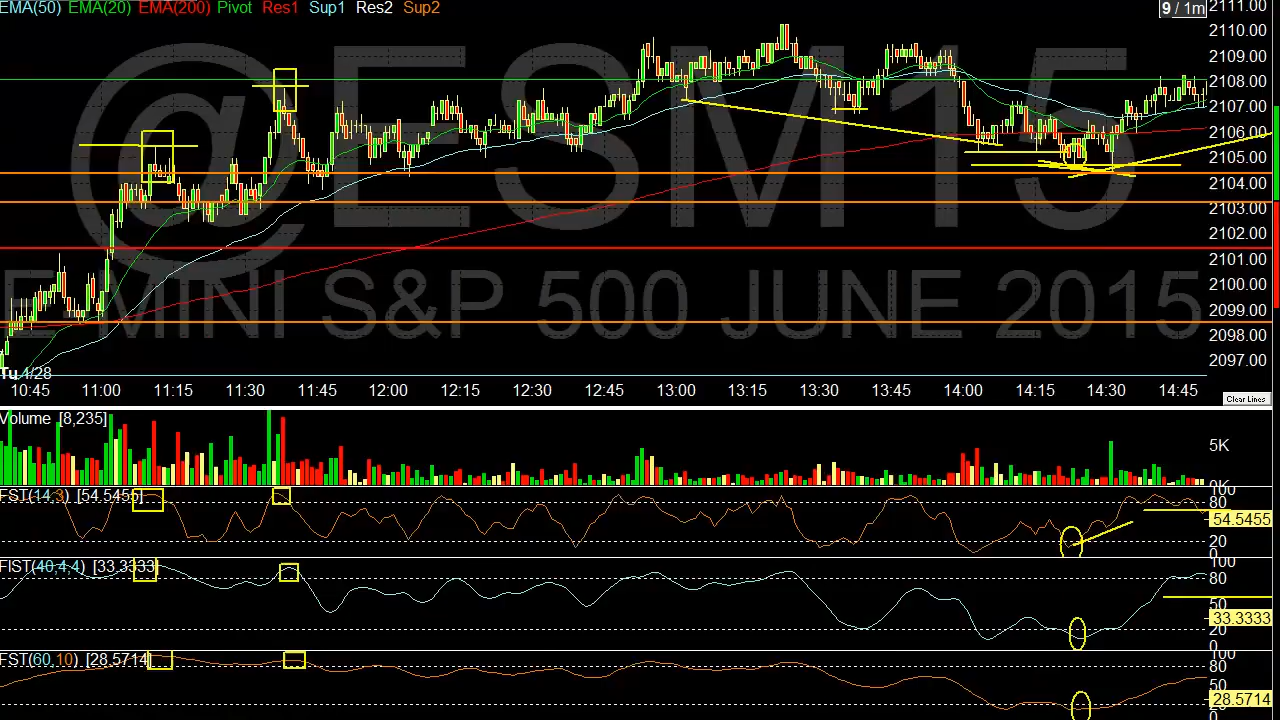 EMA(50) EMA(20) EMA(200) Pivot Res1 Sup1 Res2 Sup2
9 / 1m
2111.00
2110.00
2109.00
2108.00
2107.00
2106.00
2105.00
2104.00
2103.00
2102.00
2101.00
2100.00
2099.00
2098.00
2097.00
@ESM15
EMINI S&P 500 JUNE 2015
Tu 4/28
10:45 11:00 11:15 11:30 11:45 12:00 12:15 12:30 12:45 13:00 13:15 13:30 13:45 14:00 14:15 14:30 14:45
Clear Lines
Volume [8,235]
5K
0K
FST(14,3) [54.5455]
100
80
54.5455
20
0
FIST(40,4,4) [33.3333]
100
80
50
33.3333
20
0
FST(60,10) [28.5714]
100
80
50
28.5714
0